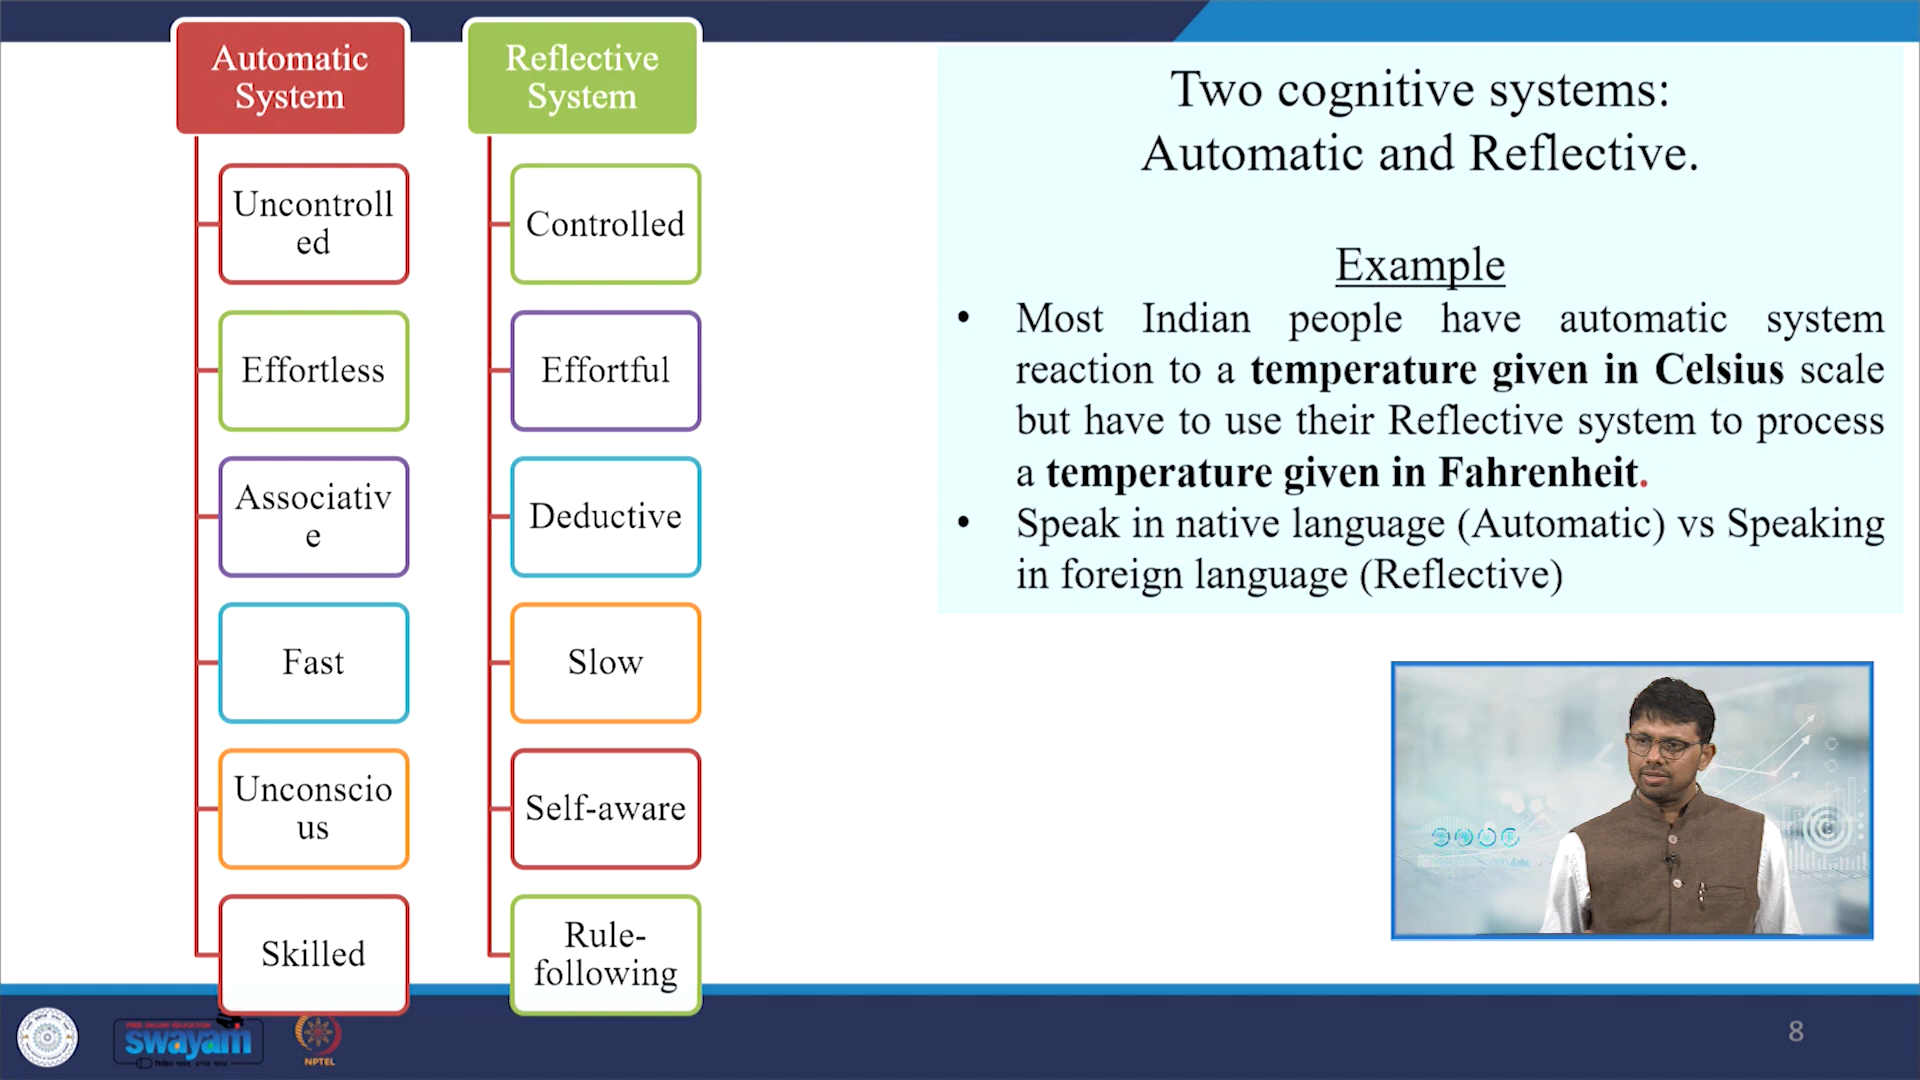 Automatic
System
Uncontroll
ed
Effortless
Associativ
e
Fast
Unconscio
us
Skilled
Reflective
System
Controlled
Effortful
Deductive
Slow
Self-aware
Rule-
following
Two cognitive systems:
Automatic and Reflective.
Example
• Most Indian people have automatic system
reaction to a temperature given in Celsius scale
but have to use their Reflective system to process
a temperature given in Fahrenheit.
• Speak in native language (Automatic) vs Speaking
in foreign language (Reflective)
FREE ONLINE EDUCATION
swayam
NPTEL
8